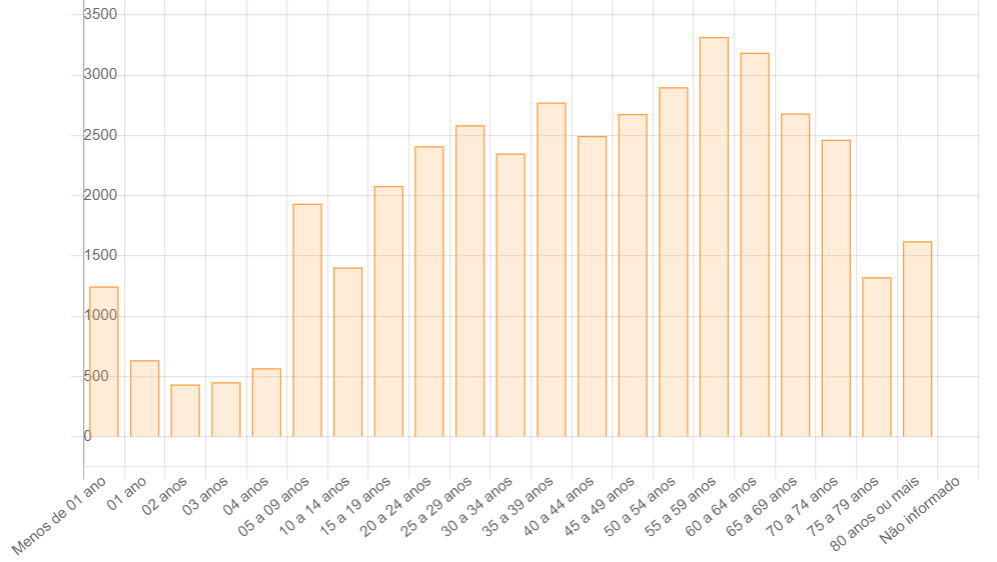 3500
3000
2500
2000
1500
1000
500
0
Menos de 01 ano
01 ano
02 anos
03 anos
04 anos
05 a 09 anos
10 a 14 anos
15 a 19 anos
20 a 24 anos
25 a 29 anos
30 a 34 anos
35 a 39 anos
40 a 44 anos
45 a 49 anos
50 a 54 anos
55 a 59 anos
60 a 64 anos
65 a 69 anos
70 a 74 anos
75 a 79 anos
80 anos ou mais
Não informado